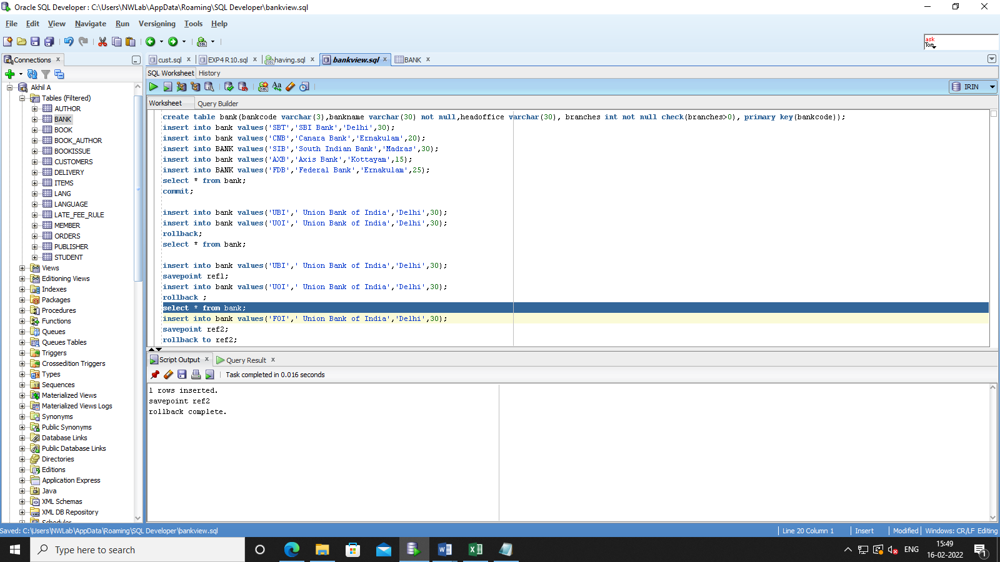 Oracle SQL Developer : C:\Users\NWLab\AppData\Roaming\SQL Developer\bankview.sql
File Edit View Navigate Run Versioning Tools Help
ask
Tom
Connections
cust.sql EXP4 R10.sql having.sql bankview.sql BANK
SQL Worksheet History
IRIN
Worksheet Query Builder
Akhil A
Tables (Filtered)
AUTHOR
BANK
BOOK
BOOK_AUTHOR
BOOKISSUE
CUSTOMERS
DELIVERY
ITEMS
LANG
LANGUAGE
LATE_FEE_RULE
MEMBER
ORDERS
PUBLISHER
STUDENT
Views
Editioning Views
Indexes
Packages
Procedures
Functions
Queues
Queues Tables
Triggers
Crossedition Triggers
Types
Sequences
Materialized Views
Materialized Views Logs
Synonyms
Public Synonyms
Database Links
Public Database Links
Directories
Editions
Application Express
Java
XML Schemas
XML DB Repository
Scheduler
create table bank(bankcode varchar(3),bankname varchar(30) not null,headoffice varchar(30), branches int not null check(branches>0), primary key(bankcode));
insert into bank values('SBT','SBI Bank','Delhi',30);
insert into bank values('CNB','Canara Bank','Ernakulam',20);
insert into BANK values('SIB','South Indian Bank','Madras',30);
insert into bank values('AXB','Axis Bank','Kottayam',15);
insert into BANK values('FDB','Federal Bank','Ernakulam',25);
select * from bank;
commit;
insert into bank values('UBI',' Union Bank of India','Delhi',30);
insert into bank values('UOI',' Union Bank of India','Delhi',30);
rollback;
select * from bank;
insert into bank values('UBI',' Union Bank of India','Delhi',30);
savepoint ref1;
insert into bank values('UOI',' Union Bank of India','Delhi',30);
rollback ;
select * from bank;
insert into bank values('FOI',' Union Bank of India','Delhi',30);
savepoint ref2;
rollback to ref2;
Script Output Query Result
Task completed in 0.016 seconds
1 rows inserted.
savepoint ref2
rollback complete.
Saved: C:\Users\NWLab\AppData\Roaming\SQL Developer\bankview.sql
Line 20 Column 1 Insert Modified Windows: CR/LF Editing
Type here to search
ENG
15:49
16-02-2022
1